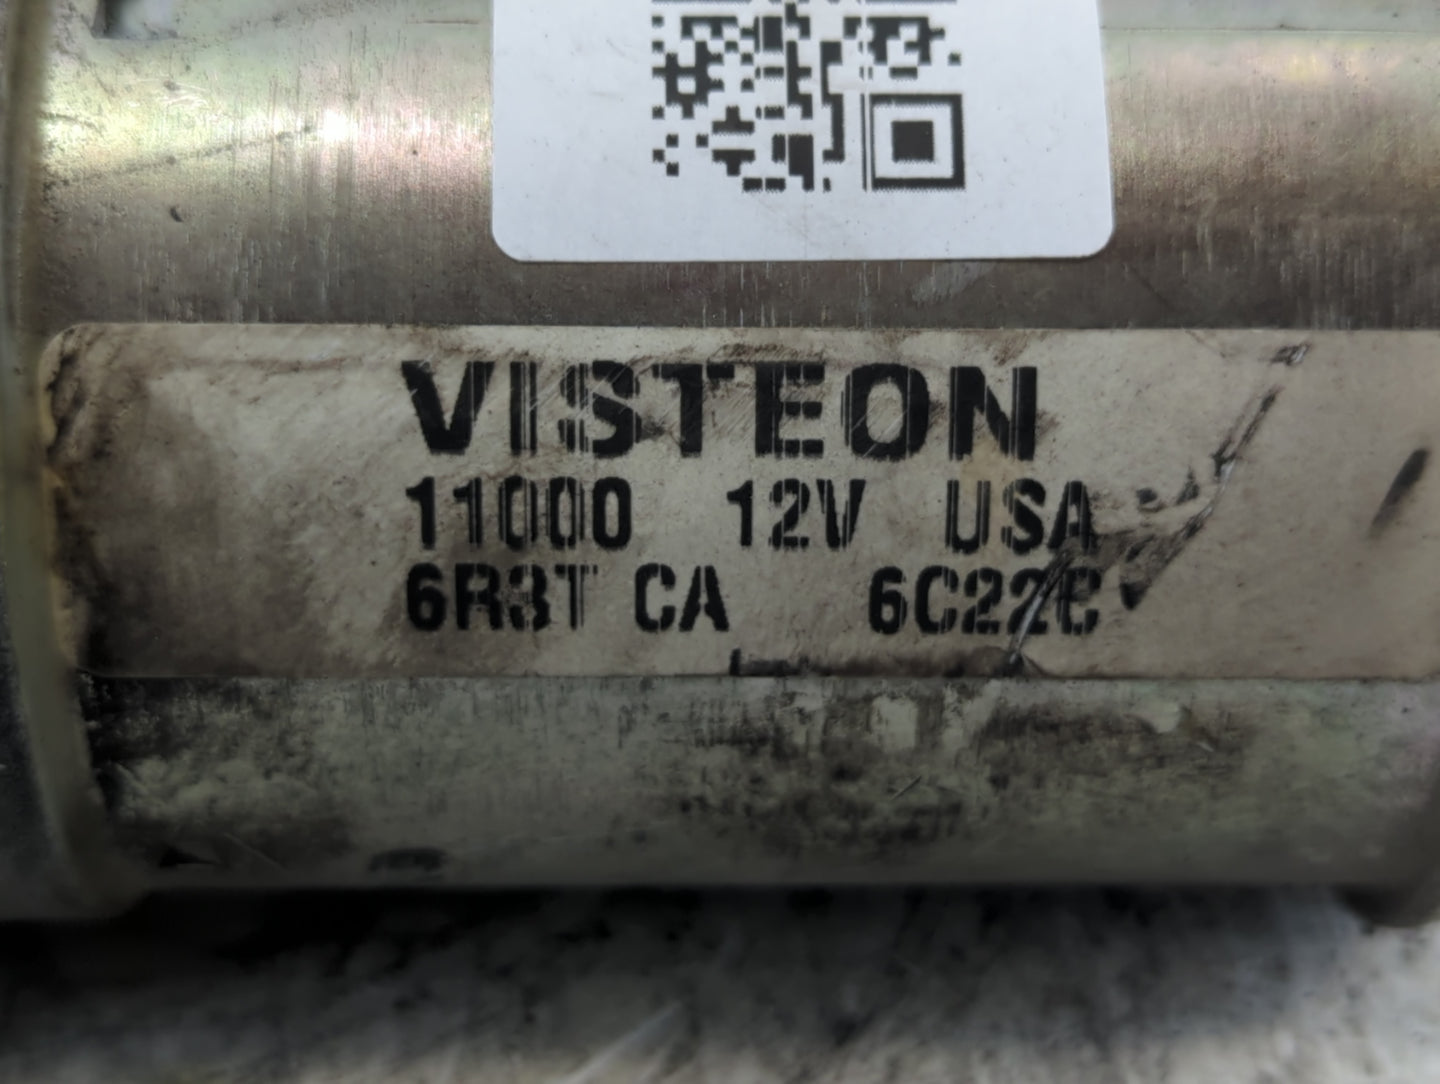 VISTEON
11000 12V USA
6R3T CA 6C22C